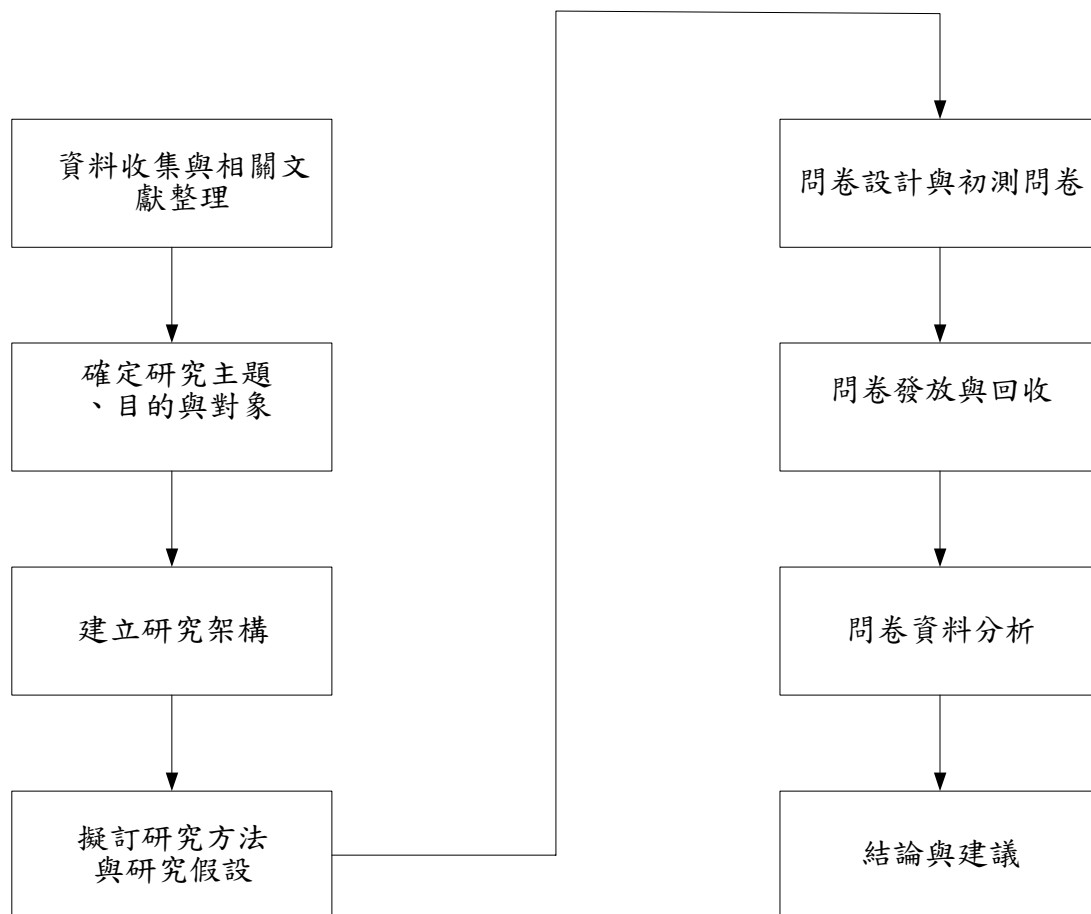 資料收集與相關文
獻整理
確定研究主題
、目的與對象
建立研究架構
擬訂研究方法
與研究假設
問卷設計與初測問卷
問卷發放與回收
問卷資料分析
結論與建議